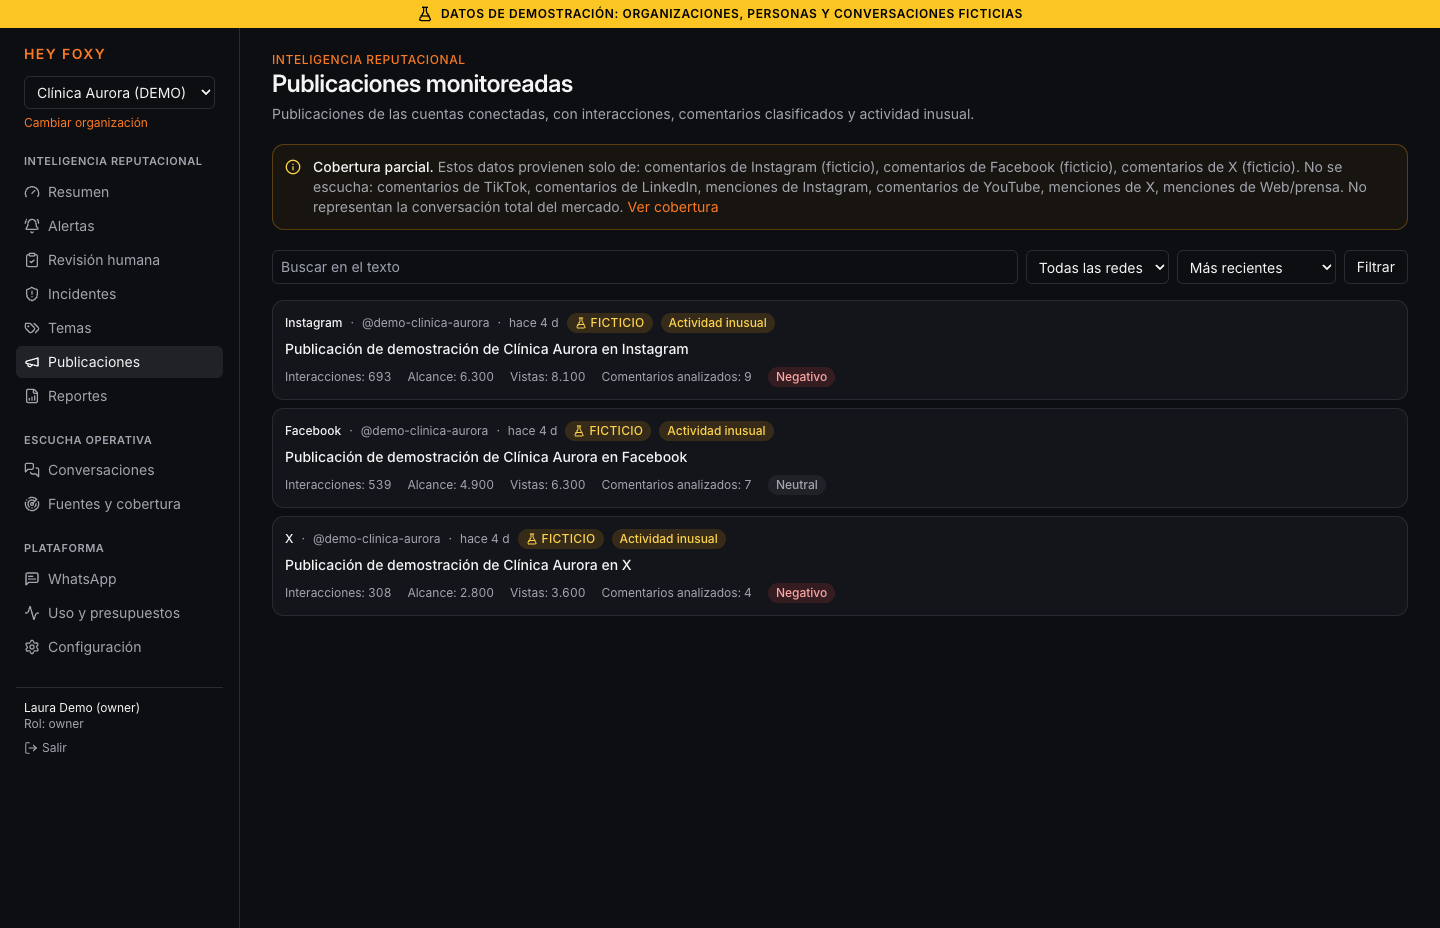 DATOS DE DEMOSTRACIÓN: ORGANIZACIONES, PERSONAS Y CONVERSACIONES FICTICIAS
HEY FOXY
Clínica Aurora (DEMO)
Cambiar organización
INTELIGENCIA REPUTACIONAL
Resumen
Alertas
Revisión humana
Incidentes
Temas
Publicaciones
Reportes
ESCUCHA OPERATIVA
Conversaciones
Fuentes y cobertura
PLATAFORMA
WhatsApp
Uso y presupuestos
Configuración
Laura Demo (owner)
Rol: owner
Salir
INTELIGENCIA REPUTACIONAL
Publicaciones monitoreadas
Publicaciones de las cuentas conectadas, con interacciones, comentarios clasificados y actividad inusual.
Cobertura parcial. Estos datos provienen solo de: comentarios de Instagram (ficticio), comentarios de Facebook (ficticio), comentarios de X (ficticio). No se
escucha: comentarios de TikTok, comentarios de LinkedIn, menciones de Instagram, comentarios de YouTube, menciones de X, menciones de Web/prensa. No
representan la conversación total del mercado. Ver cobertura
Buscar en el texto Todas las redes Más recientes Filtrar
Instagram · @demo-clinica-aurora · hace 4 d FICTICIO Actividad inusual
Publicación de demostración de Clínica Aurora en Instagram
Interacciones: 693 Alcance: 6.300 Vistas: 8.100 Comentarios analizados: 9 Negativo
Facebook · @demo-clinica-aurora · hace 4 d FICTICIO Actividad inusual
Publicación de demostración de Clínica Aurora en Facebook
Interacciones: 539 Alcance: 4.900 Vistas: 6.300 Comentarios analizados: 7 Neutral
X · @demo-clinica-aurora · hace 4 d FICTICIO Actividad inusual
Publicación de demostración de Clínica Aurora en X
Interacciones: 308 Alcance: 2.800 Vistas: 3.600 Comentarios analizados: 4 Negativo